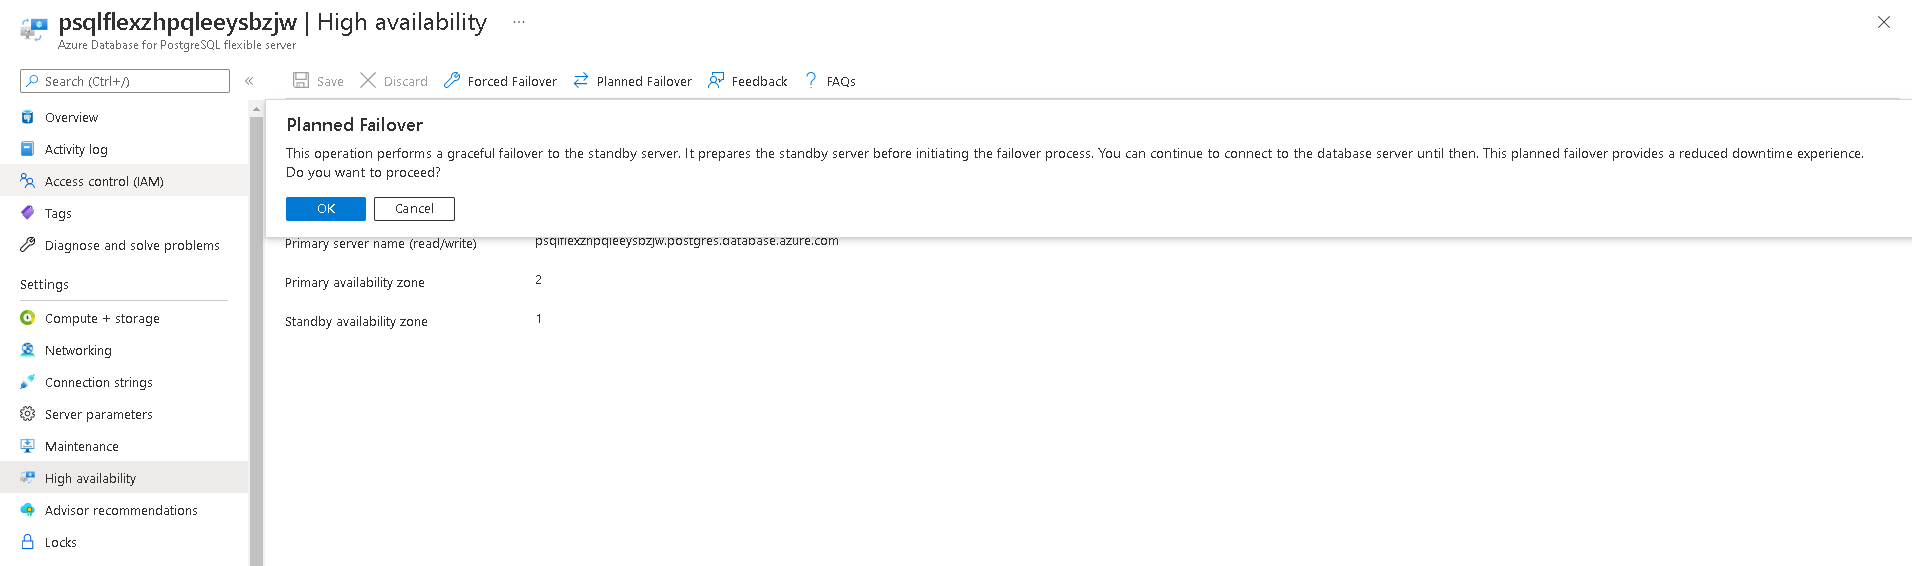 psqlflexzhpqleeysbzjw | High availability ...
Azure Database for PostgreSQL flexible server
Search (Ctrl+/) «
Save Discard Forced Failover Planned Failover Feedback ? FAQs
Overview
Activity log
Access control (IAM)
Tags
Diagnose and solve problems
Settings
Compute + storage
Networking
Connection strings
Server parameters
Maintenance
High availability
Advisor recommendations
Locks
Planned Failover
This operation performs a graceful failover to the standby server. It prepares the standby server before initiating the failover process. You can continue to connect to the database server until then. This planned failover provides a reduced downtime experience.
Do you want to proceed?
OK Cancel
Primary server name (read/write) psqlflexzhpqleeysbzjw.postgres.database.azure.com
Primary availability zone 2
Standby availability zone 1